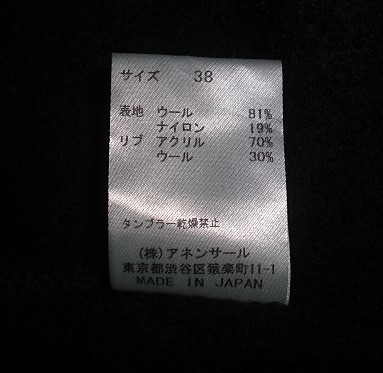 サイズ 38
表地 ウール 81%
ナイロン 19%
リブ アクリル 70%
ウール 30%
タンブラー乾燥禁止
(株)アネンサール
東京都渋谷区猿楽町11-1
MADE IN JAPAN